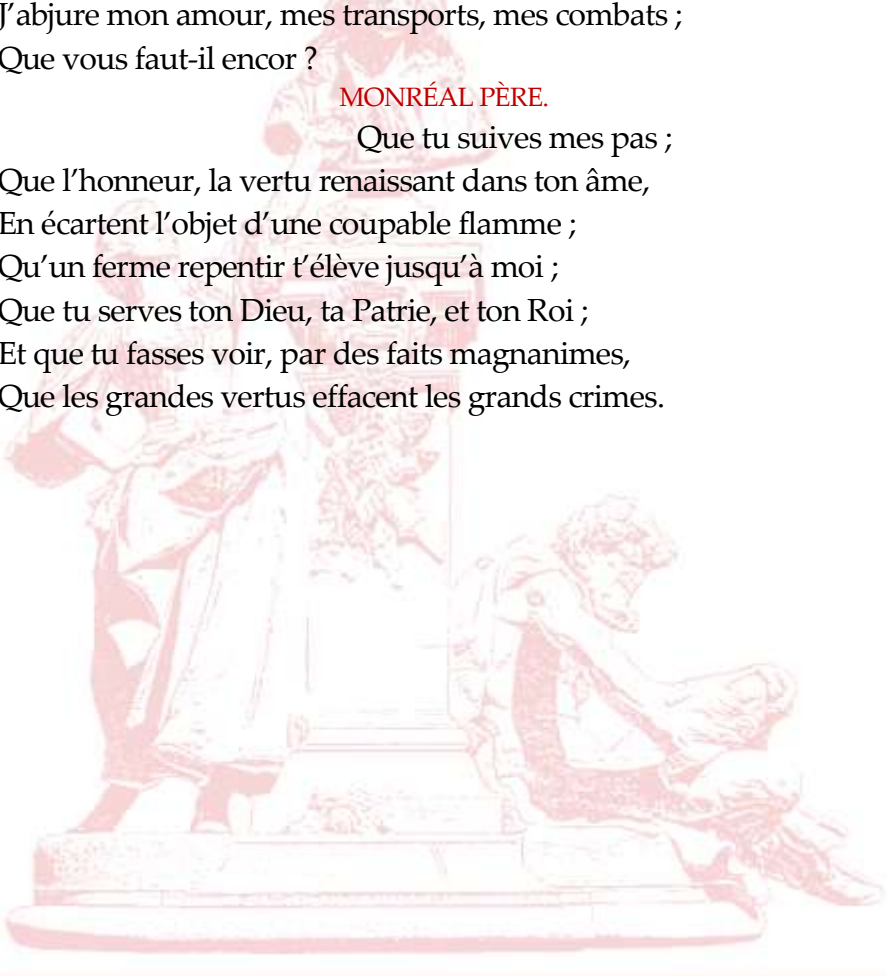 J’abjure mon amour, mes transports, mes combats ;
Que vous faut-il encor ?
MONRÉAL PÈRE.
Que tu suives mes pas ;
Que l’honneur, la vertu renaissant dans ton âme,
En écartent l’objet d’une coupable flamme ;
Qu’un ferme repentir t’élève jusqu’à moi ;
Que tu serves ton Dieu, ta Patrie, et ton Roi ;
Et que tu fasses voir, par des faits magnanimes,
Que les grandes vertus effacent les grands crimes.